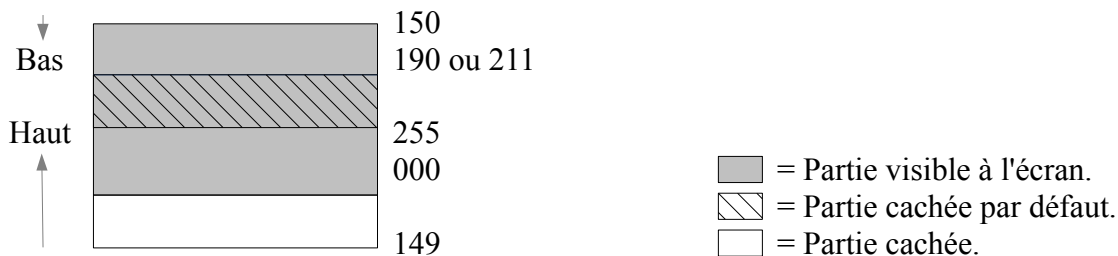 150
Bas 190 ou 211
Haut 255
000
= Partie visible à l'écran.
= Partie cachée par défaut.
149
= Partie cachée.